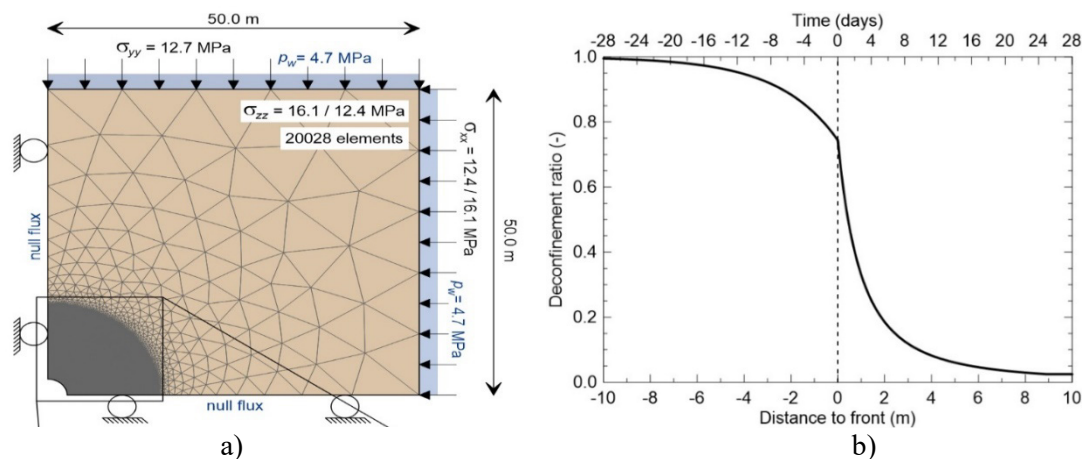 50.0 m
σyy = 12.7 MPa
pw= 4.7 MPa
σzz = 16.1 / 12.4 MPa
20028 elements
σxx = 12.4 / 16.1 MPa
50.0 m
pw= 4.7 MPa
null flux
null flux
a)
Time (days)
-28 -24 -20 -16 -12 -8 -4 0 4 8 12 16 20 24 28
Deconfinement ratio (-)
1.0
0.8
0.6
0.4
0.2
0.0
-10 -8 -6 -4 -2 0 2 4 6 8 10
Distance to front (m)
b)